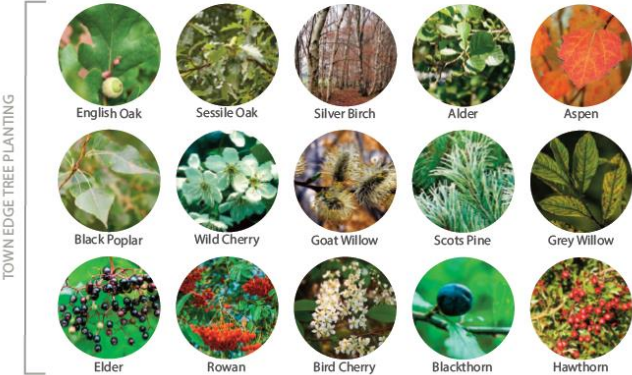 TOWN EDGE TREE PLANTING
English Oak
Sessile Oak
Silver Birch
Alder
Aspen
Black Poplar
Wild Cherry
Goat Willow
Scots Pine
Grey Willow
Elder
Rowan
Bird Cherry
Blackthorn
Hawthorn